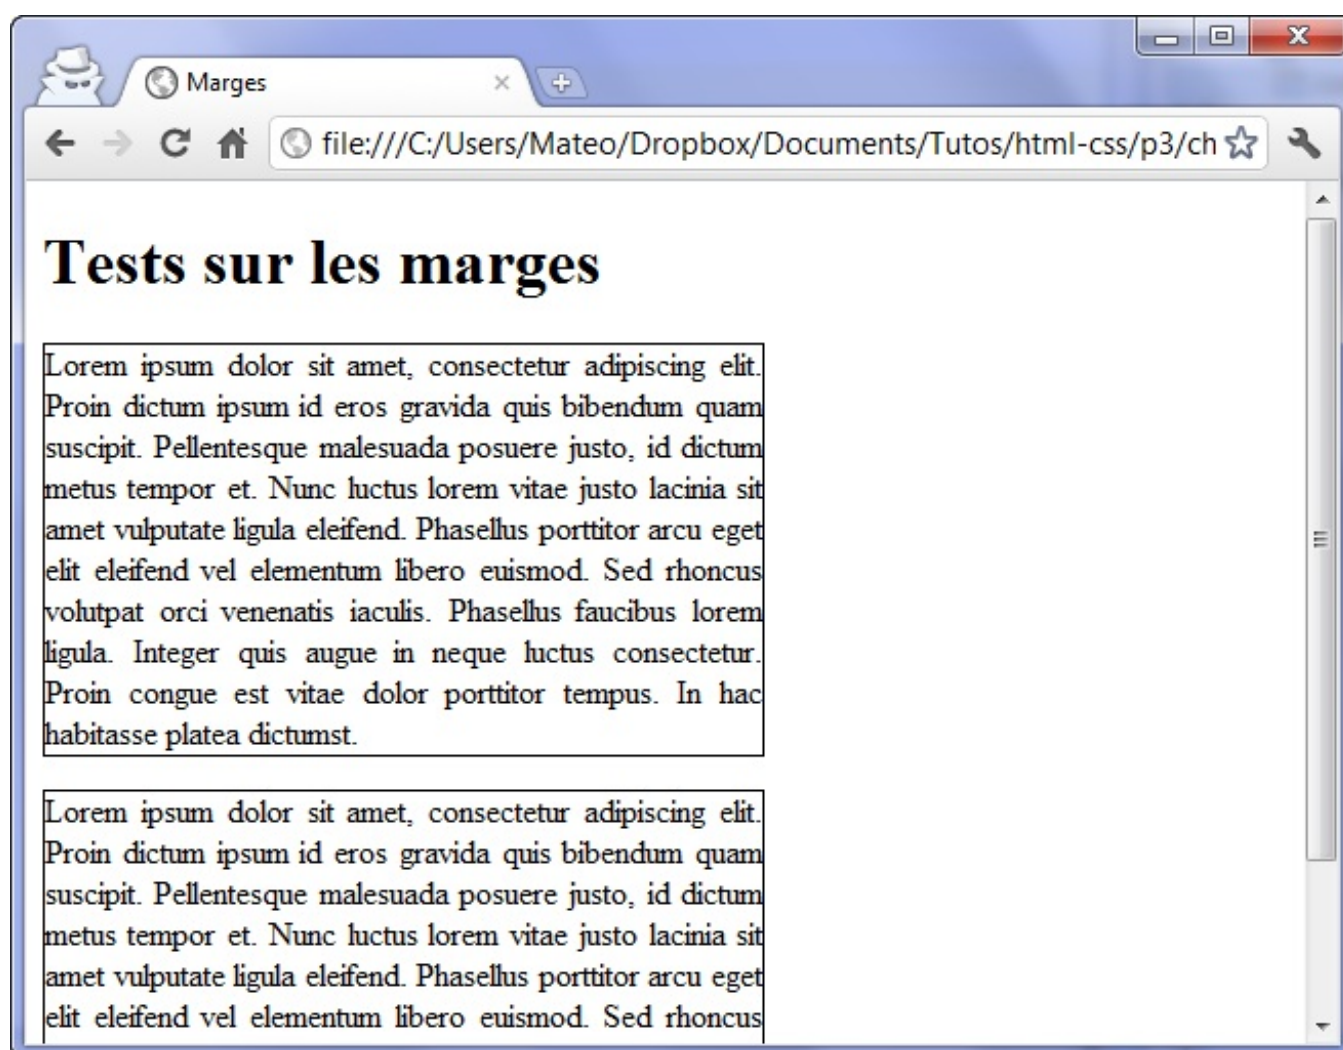 Marges
file:///C:/Users/Mateo/Dropbox/Documents/Tutos/html-css/p3/ch
Tests sur les marges
Lorem ipsum dolor sit amet, consectetur adipiscing elit.
Proin dictum ipsum id eros gravida quis bibendum quam
suscipit. Pellentesque malesuada posuere justo, id dictum
metus tempor et. Nunc luctus lorem vitae justo lacinia sit
amet vulputate ligula eleifend. Phasellus porttitor arcu eget
elit eleifend vel elementum libero euismod. Sed rhoncus
volutpat orci venenatis iaculis. Phasellus faucibus lorem
ligula. Integer quis augue in neque luctus consectetur.
Proin congue est vitae dolor porttitor tempus. In hac
habitasse platea dictumst.
Lorem ipsum dolor sit amet, consectetur adipiscing elit.
Proin dictum ipsum id eros gravida quis bibendum quam
suscipit. Pellentesque malesuada posuere justo, id dictum
metus tempor et. Nunc luctus lorem vitae justo lacinia sit
amet vulputate ligula eleifend. Phasellus porttitor arcu eget
elit eleifend vel elementum libero euismod. Sed rhoncus